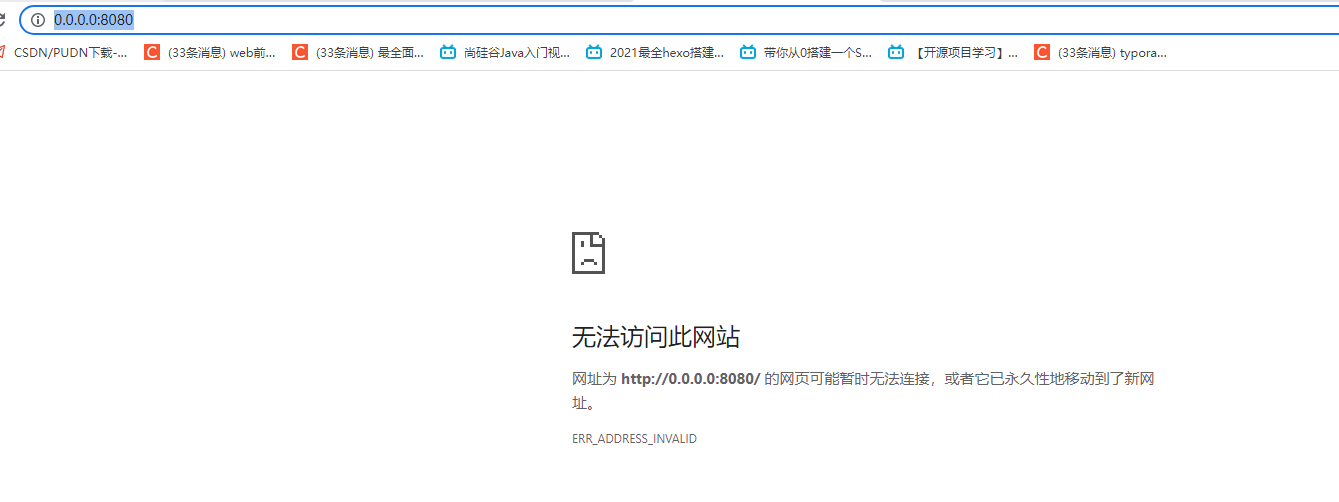 0.0.0.0:8080
CSDN/PUDN下载-...
(33条消息) web前...
(33条消息) 最全面...
尚硅谷Java入门视...
2021最全hexo搭建...
带你从0搭建一个S...
【开源项目学习】...
(33条消息) typora...
无法访问此网站
网址为 http://0.0.0.0:8080/ 的网页可能暂时无法连接，或者它已永久性地移动到了新网
址。
ERR_ADDRESS_INVALID